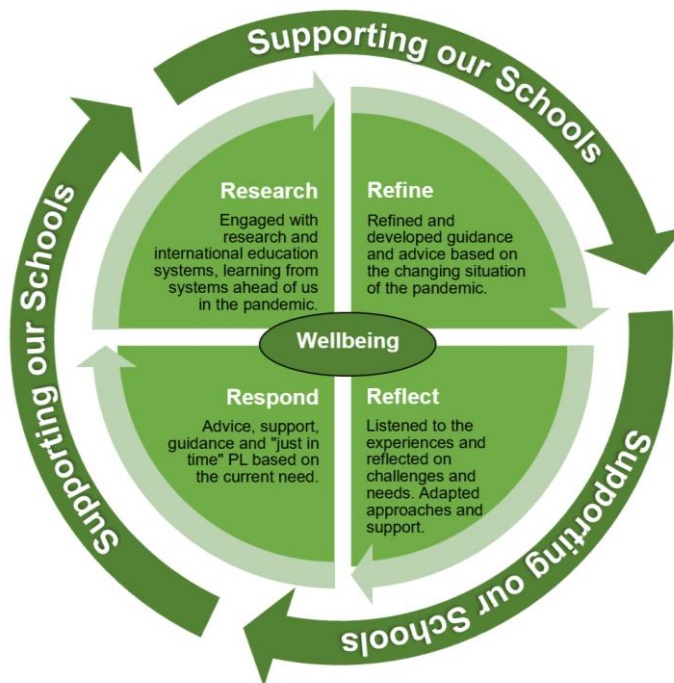 Supporting our Schools
Supporting our Schools
Supporting our Schools
Research
Engaged with
research and
international education
systems, learning from
systems ahead of us
in the pandemic.
Refine
Refined and
developed guidance
and advice based on
the changing situation
of the pandemic.
Wellbeing
Respond
Advice, support,
guidance and "just in
time" PL based on
the current need.
Reflect
Listened to the
experiences and
reflected on
challenges and
needs. Adapted
approaches and
support.